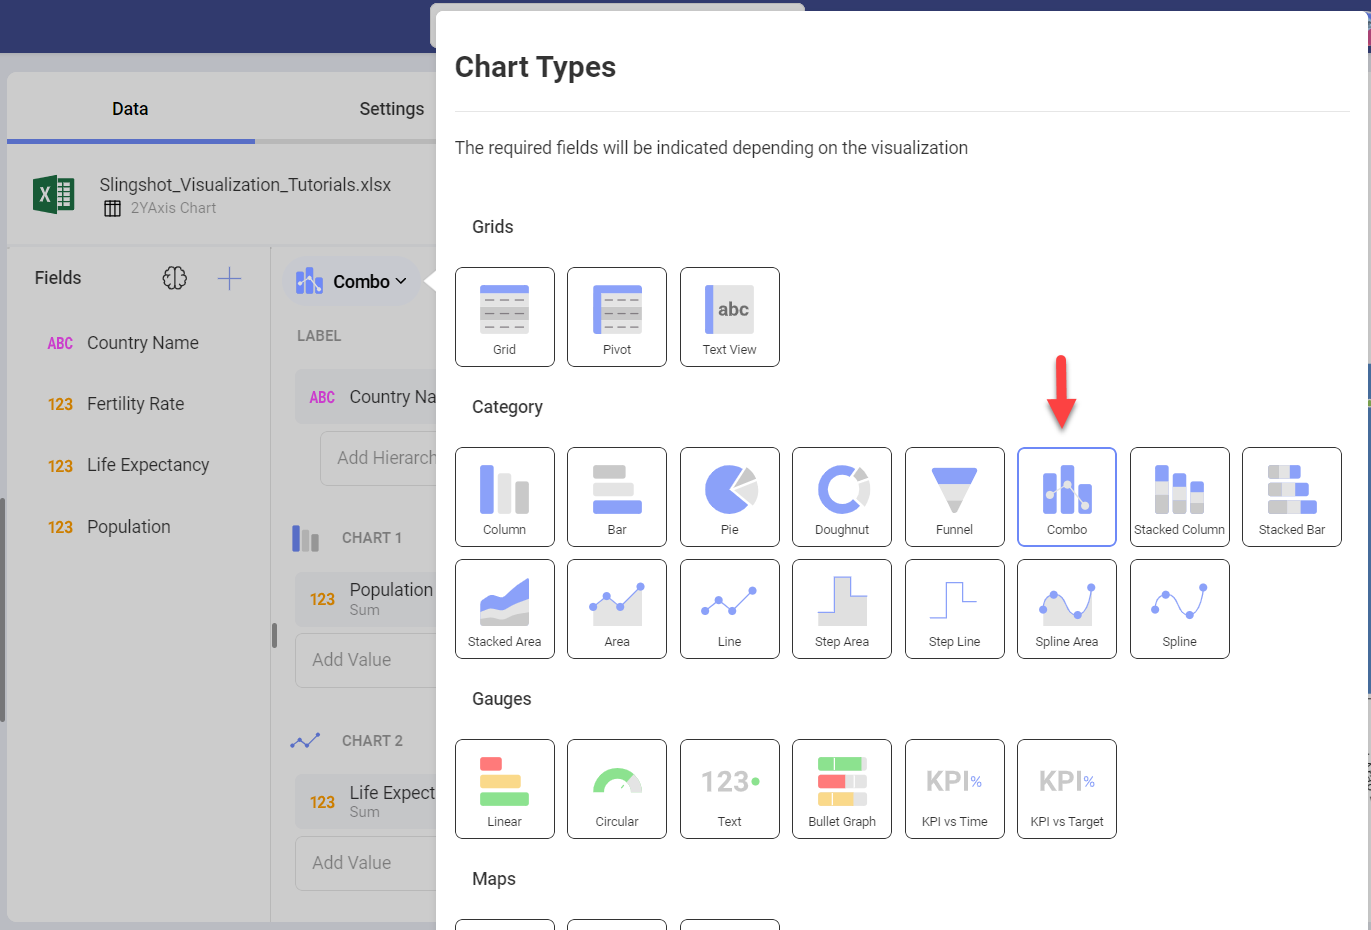 Chart Types
Data
Settings
The required fields will be indicated depending on the visualization
Slingshot_Visualization_Tutorials.xlsx
2YAxis Chart
Fields
ABC Country Name
123 Fertility Rate
123 Life Expectancy
123 Population
Combo
LABEL
ABC Country Na
Add Hierarch
CHART 1
123 Population
Sum
Add Value
CHART 2
123 Life Expect
Sum
Add Value
Grids
Grid
Pivot
abc
Text View
Category
Column
Bar
Pie
Doughnut
Funnel
Combo
Stacked Column
Stacked Bar
Stacked Area
Area
Line
Step Area
Step Line
Spline Area
Spline
Gauges
Linear
Circular
123
Text
Bullet Graph
KPI%
KPI vs Time
KPI%
KPI vs Target
Maps